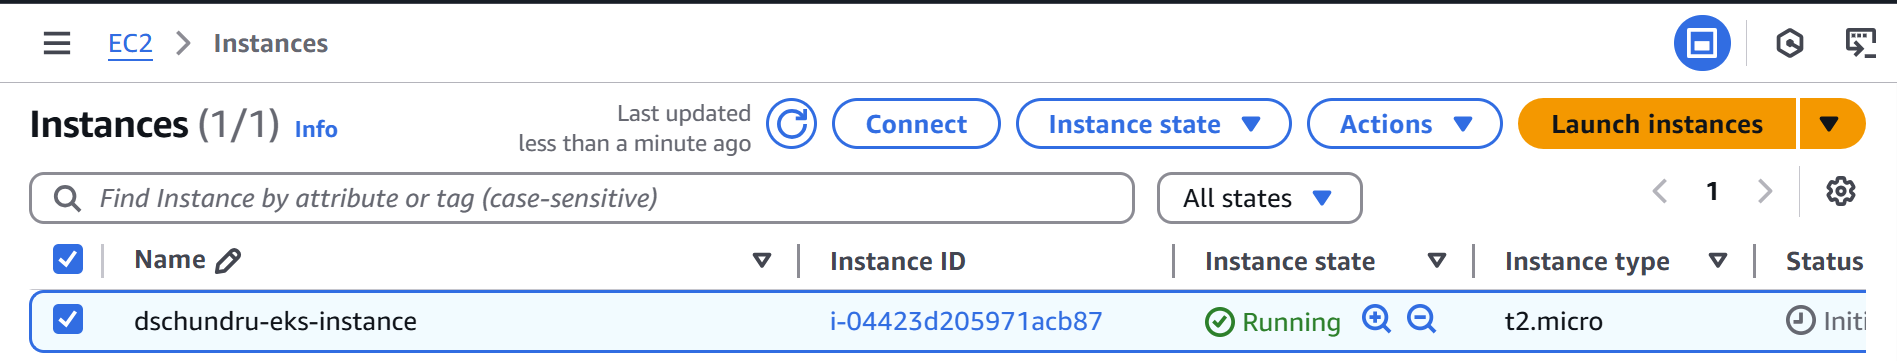 EC2 > Instances
Instances (1/1) Info
Last updated
less than a minute ago
Connect
Instance state
Actions
Launch instances
Find Instance by attribute or tag (case-sensitive)
All states
1
Name Instance ID Instance state Instance type Status
dschundru-eks-instance i-04423d205971acb87 Running t2.micro Initi